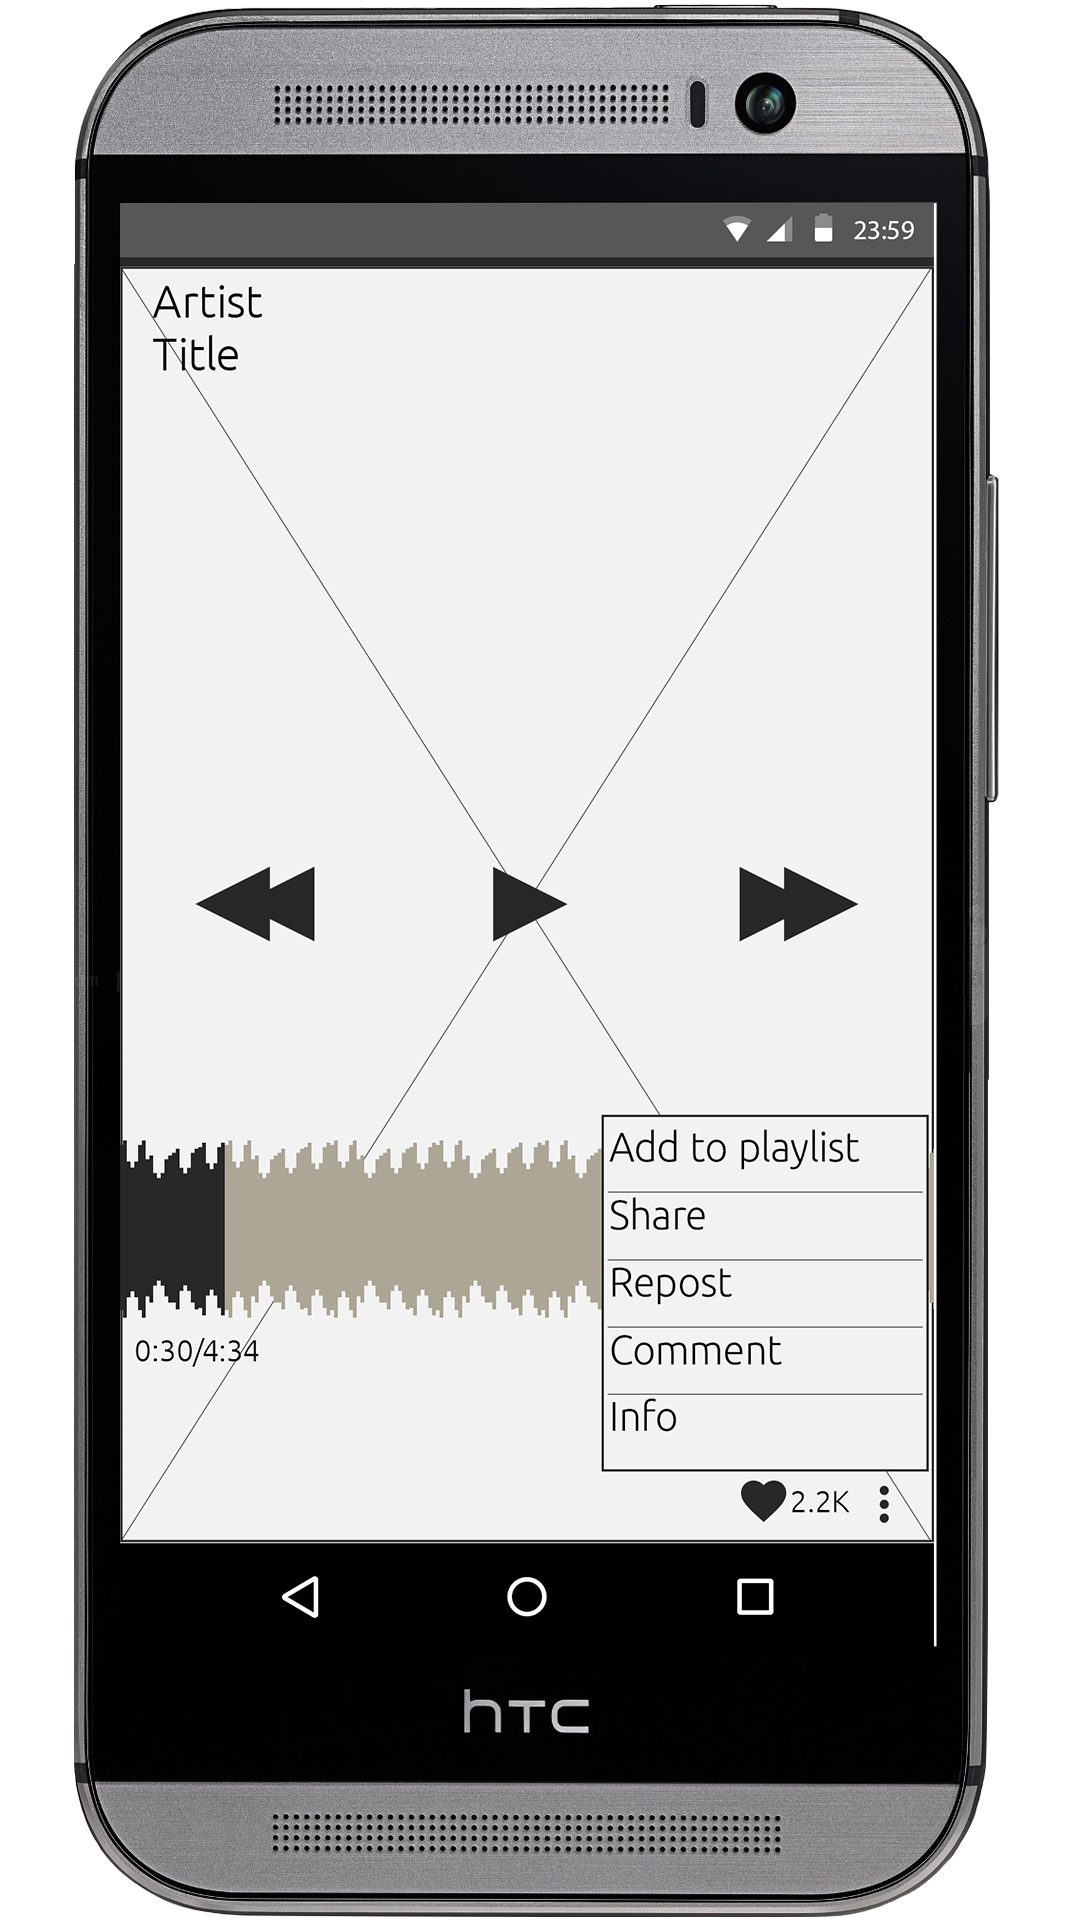 23:59
Artist
Title
Add to playlist
Share
Repost
Comment
Info
0:30/4:34
2.2K
hTC